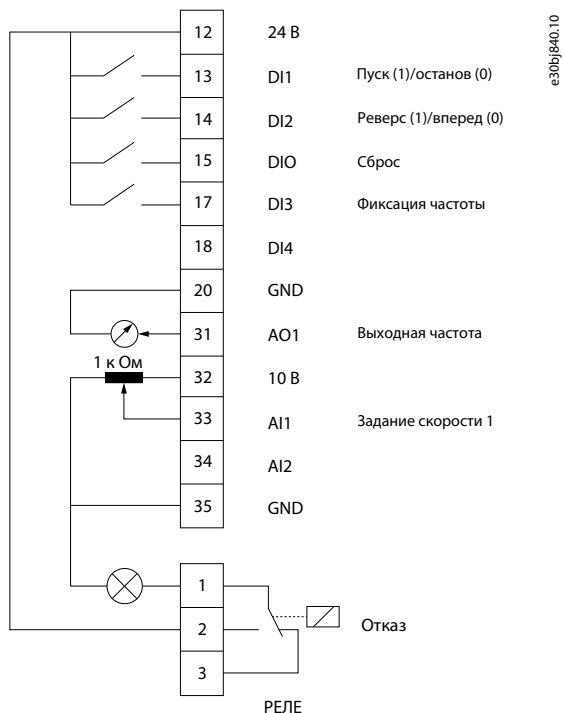 e30bj840.10
12 24 В
13 DI1 Пуск (1)/останов (0)
14 DI2 Реверс (1)/вперед (0)
15 DIO Сброс
17 DI3 Фиксация частоты
18 DI4
20 GND
31 AO1 Выходная частота
1 к Ом
32 10 В
33 AI1 Задание скорости 1
34 AI2
35 GND
1
2 Отказ
3
РЕЛЕ